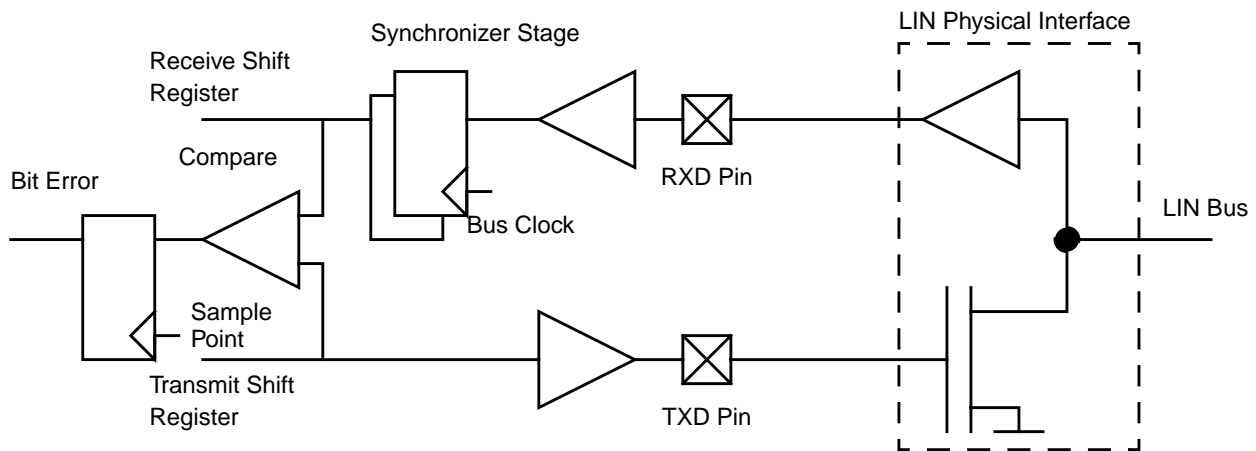 LIN Physical Interface
Synchronizer Stage
Receive Shift
Register
Compare
RXD Pin
Bit Error
Bus Clock
LIN Bus
Sample
Point
Transmit Shift
Register
TXD Pin